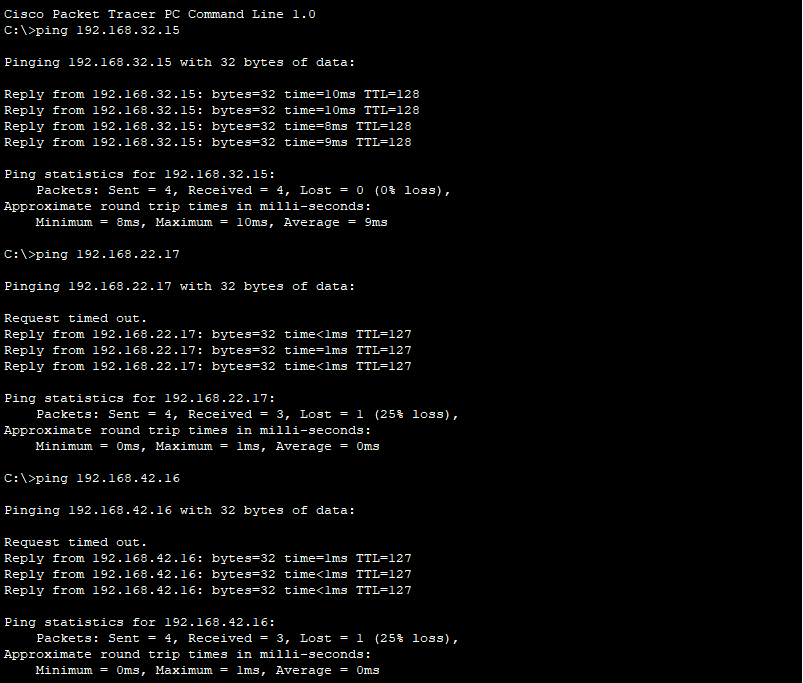 Cisco Packet Tracer PC Command Line 1.0
C:\>ping 192.168.32.15
Pinging 192.168.32.15 with 32 bytes of data:
Reply from 192.168.32.15: bytes=32 time=10ms TTL=128
Reply from 192.168.32.15: bytes=32 time=10ms TTL=128
Reply from 192.168.32.15: bytes=32 time=8ms TTL=128
Reply from 192.168.32.15: bytes=32 time=9ms TTL=128
Ping statistics for 192.168.32.15:
    Packets: Sent = 4, Received = 4, Lost = 0 (0% loss),
Approximate round trip times in milli-seconds:
    Minimum = 8ms, Maximum = 10ms, Average = 9ms
C:\>ping 192.168.22.17
Pinging 192.168.22.17 with 32 bytes of data:
Request timed out.
Reply from 192.168.22.17: bytes=32 time<1ms TTL=127
Reply from 192.168.22.17: bytes=32 time=1ms TTL=127
Reply from 192.168.22.17: bytes=32 time<1ms TTL=127
Ping statistics for 192.168.22.17:
    Packets: Sent = 4, Received = 3, Lost = 1 (25% loss),
Approximate round trip times in milli-seconds:
    Minimum = 0ms, Maximum = 1ms, Average = 0ms
C:\>ping 192.168.42.16
Pinging 192.168.42.16 with 32 bytes of data:
Request timed out.
Reply from 192.168.42.16: bytes=32 time=1ms TTL=127
Reply from 192.168.42.16: bytes=32 time<1ms TTL=127
Reply from 192.168.42.16: bytes=32 time<1ms TTL=127
Ping statistics for 192.168.42.16:
    Packets: Sent = 4, Received = 3, Lost = 1 (25% loss),
Approximate round trip times in milli-seconds:
    Minimum = 0ms, Maximum = 1ms, Average = 0ms